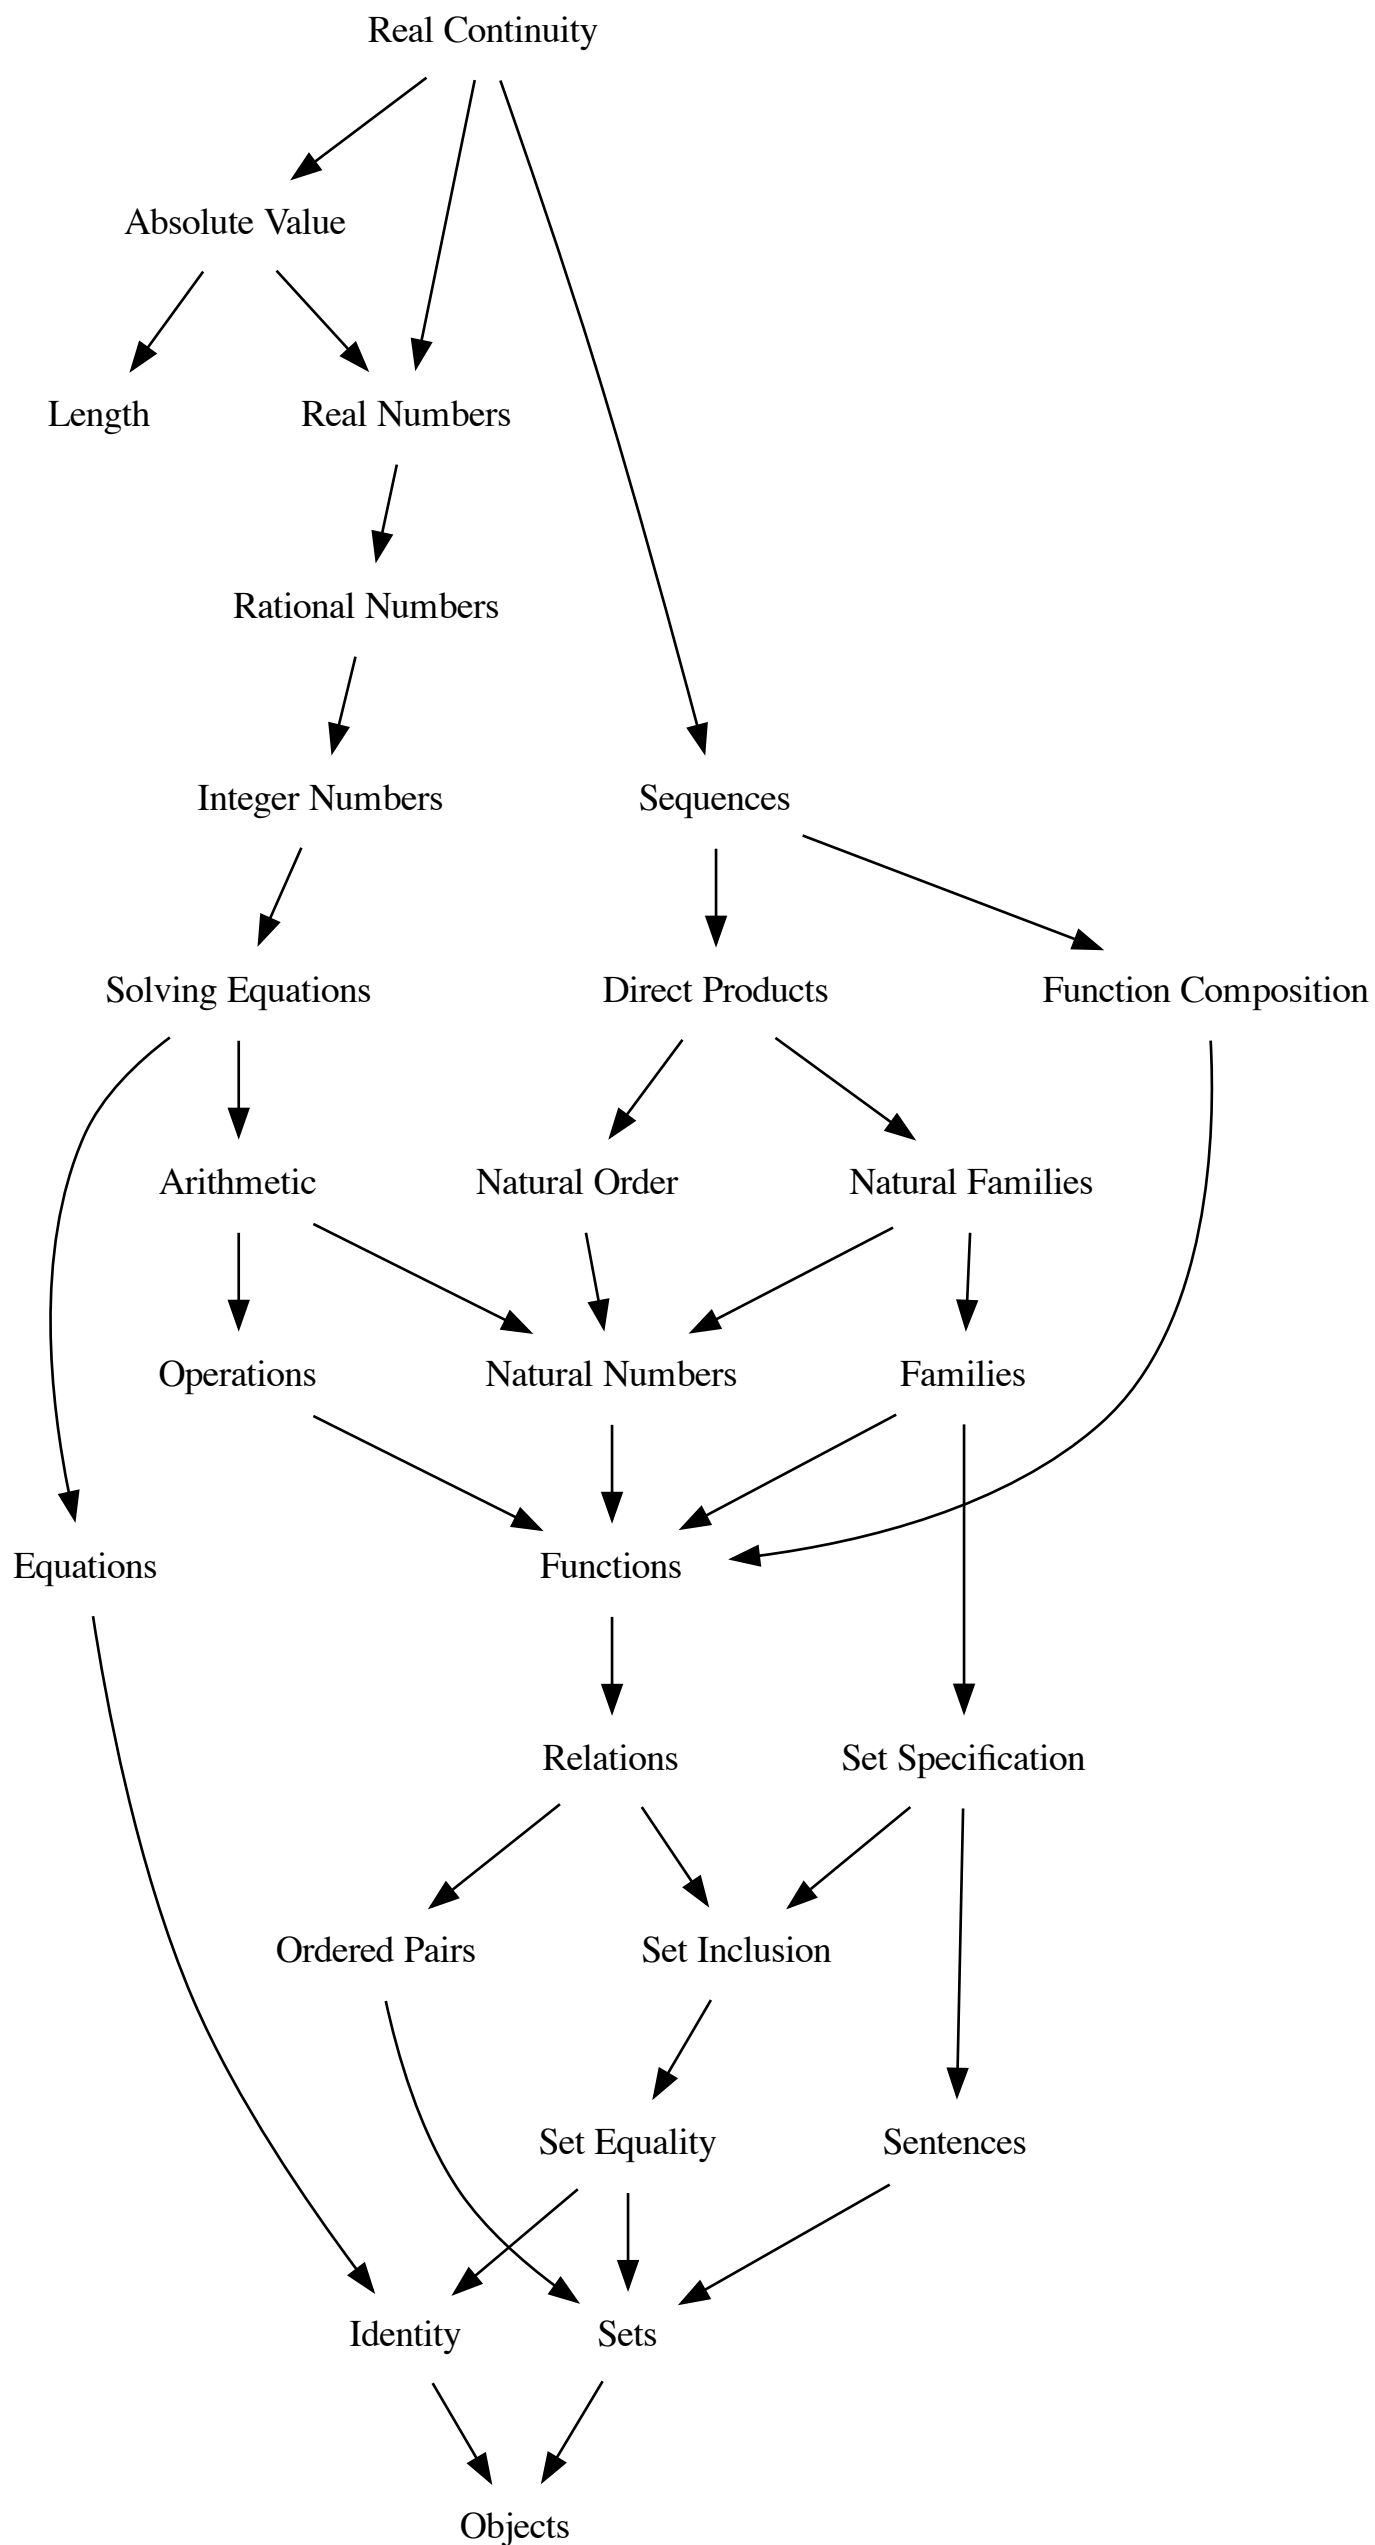 Real Continuity
Absolute Value
Length
Real Numbers
Rational Numbers
Integer Numbers
Sequences
Solving Equations
Direct Products
Function Composition
Arithmetic
Natural Order
Natural Families
Operations
Natural Numbers
Families
Equations
Functions
Relations
Set Specification
Ordered Pairs
Set Inclusion
Set Equality
Sentences
Identity
Sets
Objects